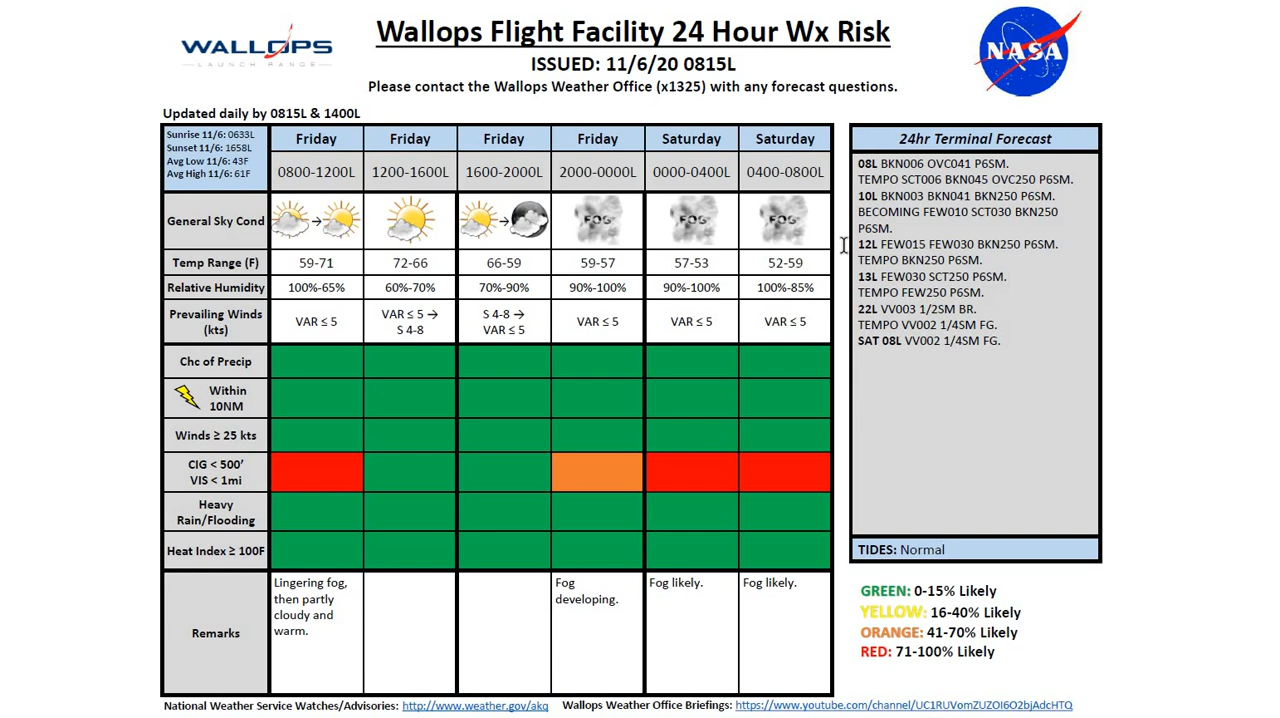 WALLOPS
LAUNCH RANGE
Wallops Flight Facility 24 Hour Wx Risk
ISSUED: 11/6/20 0815L
Please contact the Wallops Weather Office (x1325) with any forecast questions.
NASA
Updated daily by 0815L & 1400L
Sunrise 11/6: 0633L
Sunset 11/6: 1658L
Avg Low 11/6: 43F
Avg High 11/6: 61F
Friday Friday Friday Friday Saturday Saturday
0800-1200L 1200-1600L 1600-2000L 2000-0000L 0000-0400L 0400-0800L
General Sky Cond → → FOG FOG FOG
Temp Range (F) 59-71 72-66 66-59 59-57 57-53 52-59
Relative Humidity 100%-65% 60%-70% 70%-90% 90%-100% 90%-100% 100%-85%
Prevailing Winds (kts) VAR ≤ 5 VAR ≤ 5 → S 4-8 S 4-8 → VAR ≤ 5 VAR ≤ 5 VAR ≤ 5 VAR ≤ 5
Chc of Precip
Within
10NM
Winds ≥ 25 kts
CIG < 500’
VIS < 1mi
Heavy
Rain/Flooding
Heat Index ≥ 100F
Remarks
Lingering fog,
then partly
cloudy and
warm.
Fog
developing.
Fog likely.
Fog likely.
24hr Terminal Forecast
08L BKN006 OVC041 P6SM.
TEMPO SCT006 BKN045 OVC250 P6SM.
10L BKN003 BKN041 BKN250 P6SM.
BECOMING FEW010 SCT030 BKN250
P6SM.
12L FEW015 FEW030 BKN250 P6SM.
TEMPO BKN250 P6SM.
13L FEW030 SCT250 P6SM.
TEMPO FEW250 P6SM.
22L VV003 1/2SM BR.
TEMPO VV002 1/4SM FG.
SAT 08L VV002 1/4SM FG.
TIDES: Normal
GREEN: 0-15% Likely
YELLOW: 16-40% Likely
ORANGE: 41-70% Likely
RED: 71-100% Likely
National Weather Service Watches/Advisories: http://www.weather.gov/akq Wallops Weather Office Briefings: https://www.youtube.com/channel/UC1RUVomZUZOI6O2bjAdcHTQ